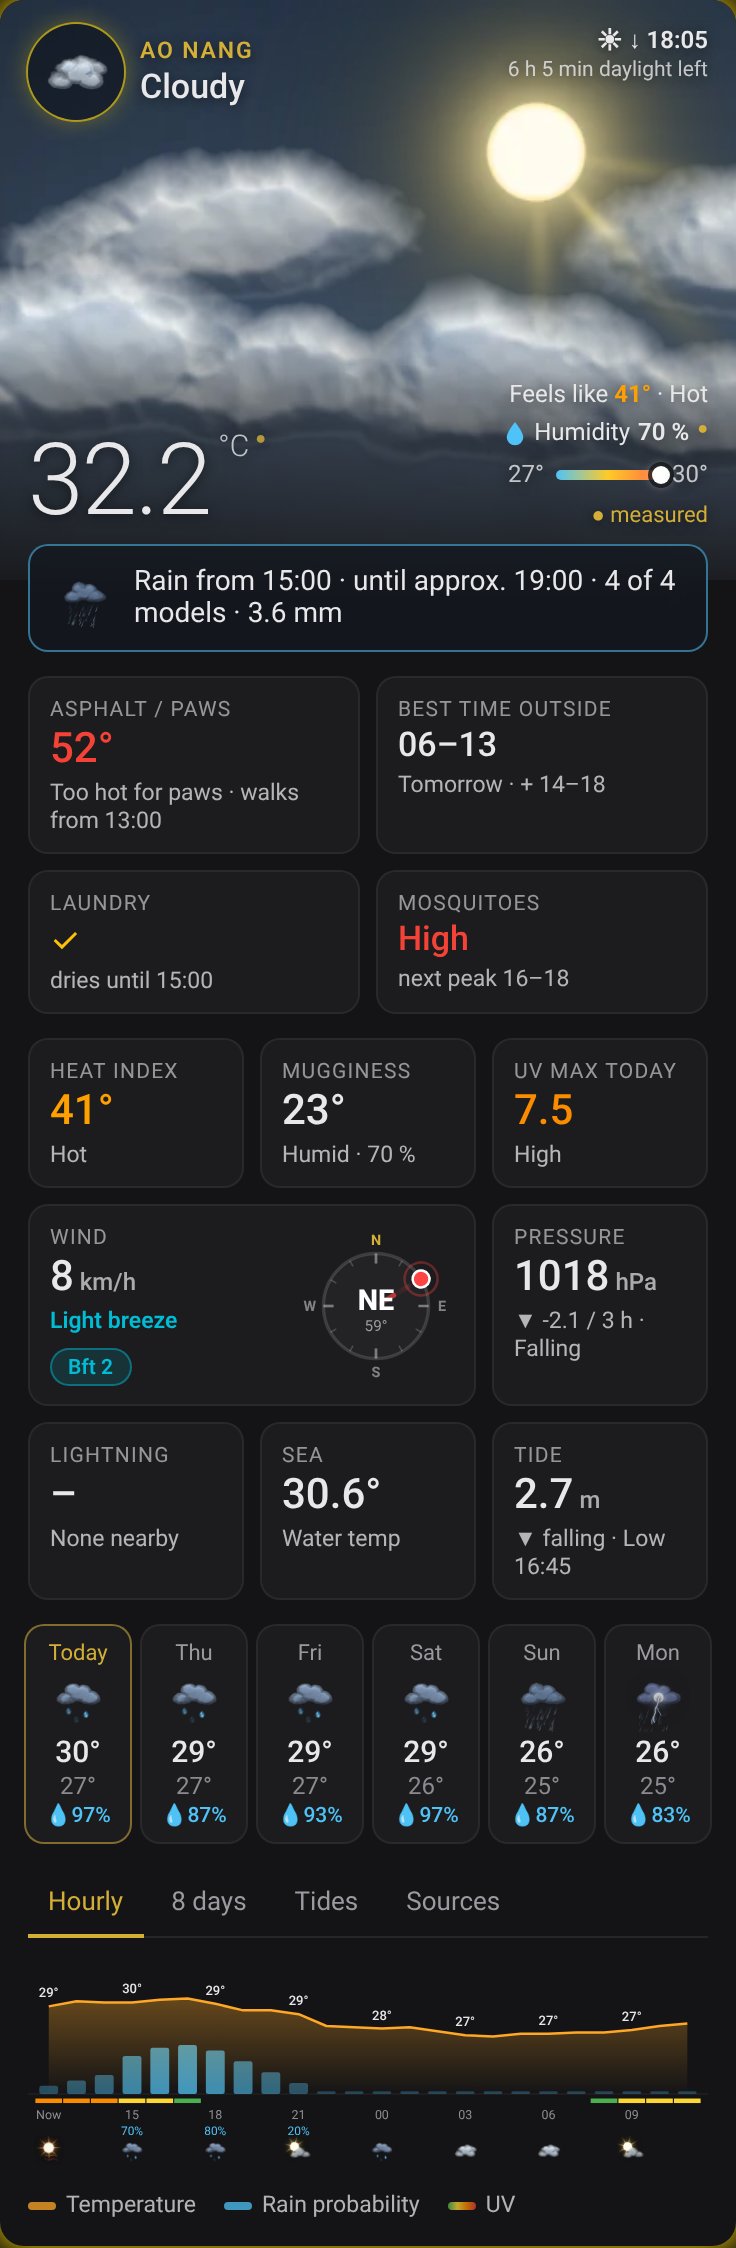 AO NANG
Cloudy
☀ ↓ 18:05
6 h 5 min daylight left
Feels like 41° · Hot
Humidity 70 %
32.2 °C
27° 30°
measured
Rain from 15:00 · until approx. 19:00 · 4 of 4
models · 3.6 mm
ASPHALT / PAWS
52°
Too hot for paws · walks
from 13:00
BEST TIME OUTSIDE
06–13
Tomorrow · + 14–18
LAUNDRY
✓
dries until 15:00
MOSQUITOES
High
next peak 16–18
HEAT INDEX
41°
Hot
MUGGINESS
23°
Humid · 70 %
UV MAX TODAY
7.5
High
WIND
8 km/h
Light breeze
Bft 2
N
W
NE
E
59°
S
PRESSURE
1018 hPa
▼ -2.1 / 3 h ·
Falling
LIGHTNING
–
None nearby
SEA
30.6°
Water temp
TIDE
2.7 m
▼ falling · Low
16:45
Today
30°
27°
97%
Thu
29°
27°
87%
Fri
29°
27°
93%
Sat
29°
26°
97%
Sun
26°
25°
87%
Mon
26°
25°
83%
Hourly 8 days Tides Sources
29° 30° 29° 29° 28° 27° 27° 27°
Now 15 18 21 00 03 06 09
70% 80% 20%
Temperature Rain probability UV